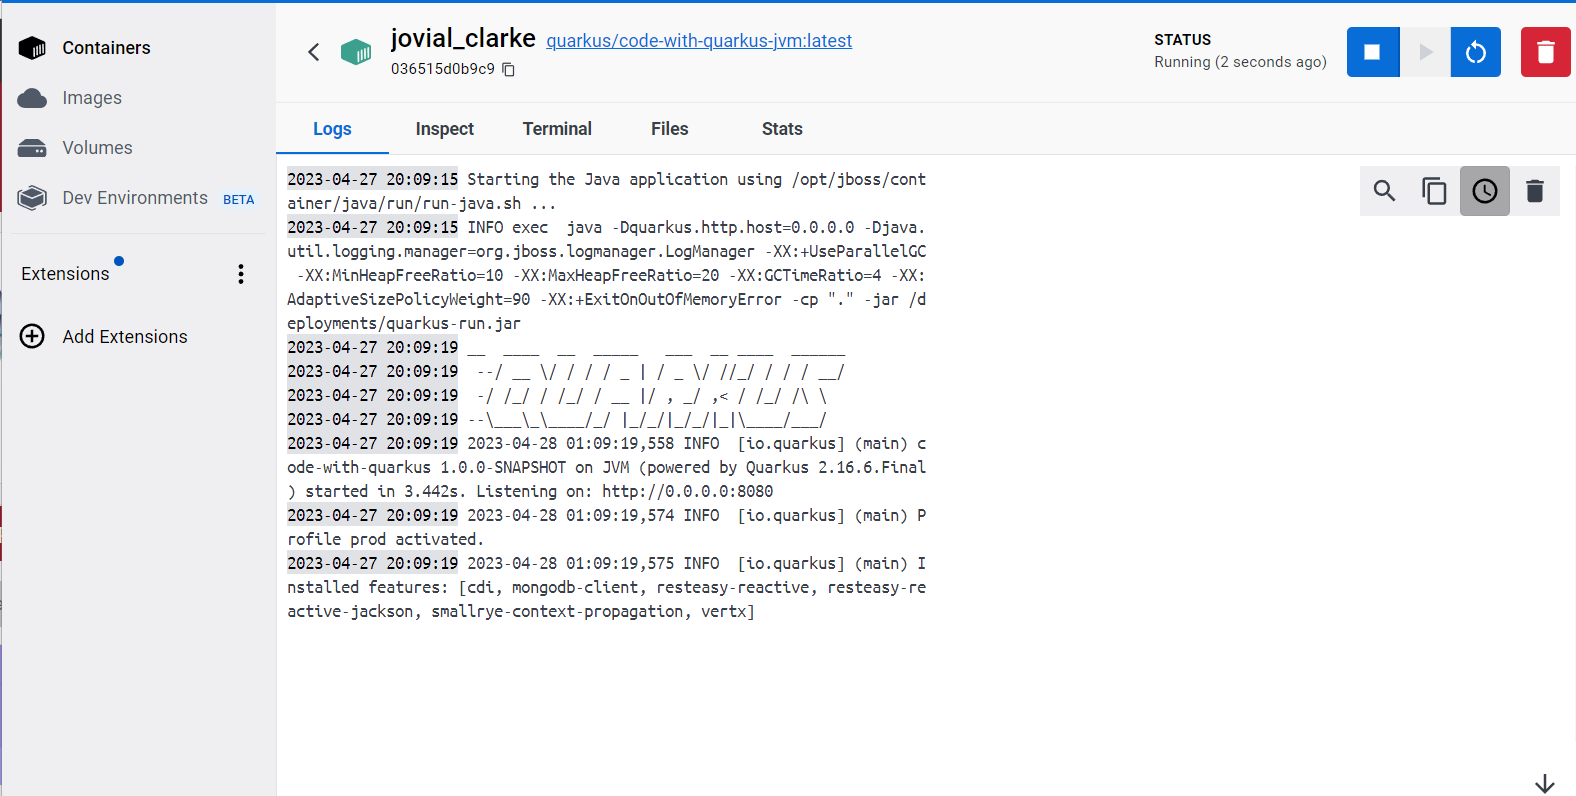 Containers
Images
Volumes
Dev Environments BETA
Extensions
Add Extensions
jovial_clarke quarkus/code-with-quarkus-jvm:latest
036515d0b9c9
STATUS
Running (2 seconds ago)
Logs Inspect Terminal Files Stats
2023-04-27 20:09:15 Starting the Java application using /opt/jboss/cont
ainer/java/run/run-java.sh ...
2023-04-27 20:09:15 INFO exec  java -Dquarkus.http.host=0.0.0.0 -Djava.
util.logging.manager=org.jboss.logmanager.LogManager -XX:+UseParallelGC
 -XX:MinHeapFreeRatio=10 -XX:MaxHeapFreeRatio=20 -XX:GCTimeRatio=4 -XX:
AdaptiveSizePolicyWeight=90 -XX:+ExitOnOutOfMemoryError -cp "." -jar /d
eployments/quarkus-run.jar
2023-04-27 20:09:19 __  ____  __  _____   ___  __ ____  ______
2023-04-27 20:09:19  --/ __ \/ / / / _ | / _ \/ //_/ / / / __/
2023-04-27 20:09:19  -/ /_/ / /_/ / __ |/ , _/ ,< / /_/ /\ \
2023-04-27 20:09:19 --\___\_\____/_/ |_/_/|_/_/|_|\____/___/
2023-04-27 20:09:19 2023-04-28 01:09:19,558 INFO  [io.quarkus] (main) c
ode-with-quarkus 1.0.0-SNAPSHOT on JVM (powered by Quarkus 2.16.6.Final
) started in 3.442s. Listening on: http://0.0.0.0:8080
2023-04-27 20:09:19 2023-04-28 01:09:19,574 INFO  [io.quarkus] (main) P
rofile prod activated.
2023-04-27 20:09:19 2023-04-28 01:09:19,575 INFO  [io.quarkus] (main) I
nstalled features: [cdi, mongodb-client, resteasy-reactive, resteasy-re
active-jackson, smallrye-context-propagation, vertx]